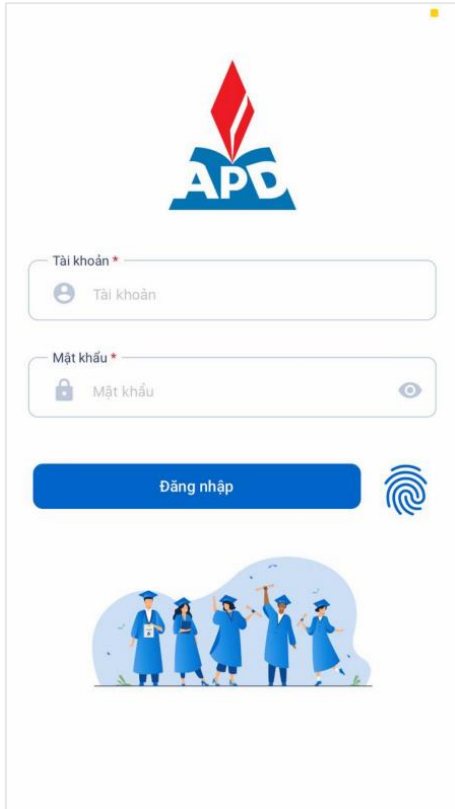 APD
Tài khoản *
Tài khoản
Mật khẩu *
Mật khẩu
Đăng nhập